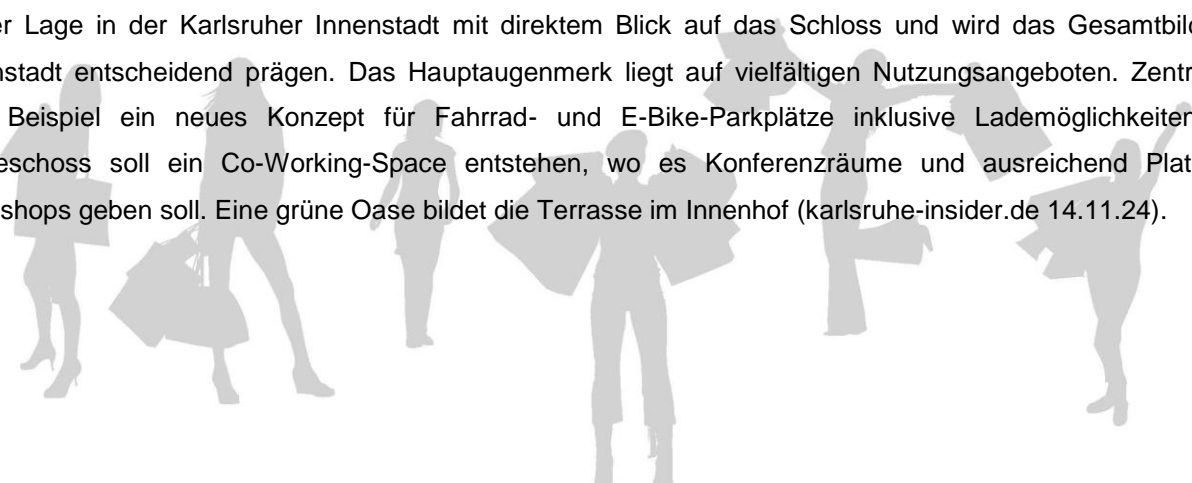 er Lage in der Karlsruher Innenstadt mit direktem Blick auf das Schloss und wird das Gesamtbild
nstadt entscheidend prägen. Das Hauptaugenmerk liegt auf vielfältigen Nutzungsangeboten. Zentr
Beispiel ein neues Konzept für Fahrrad- und E-Bike-Parkplätze inklusive Lademöglichkeiten
eschoss soll ein Co-Working-Space entstehen, wo es Konferenzräume und ausreichend Plat
shops geben soll. Eine grüne Oase bildet die Terrasse im Innenhof (karlsruhe-insider.de 14.11.24).